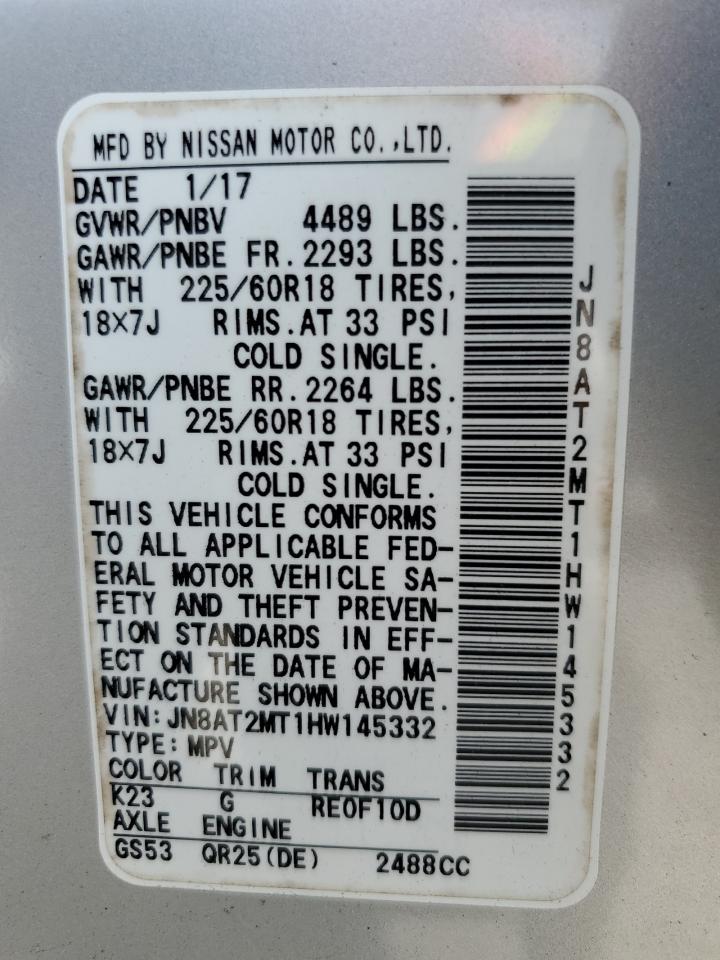 MFD BY NISSAN MOTOR CO.,LTD.
DATE 1/17
GVWR/PNBV 4489 LBS.
GAWR/PNBE FR.2293 LBS.
WITH 225/60R18 TIRES,
18×7J RIMS.AT 33 PSI
COLD SINGLE.
GAWR/PNBE RR.2264 LBS.
WITH 225/60R18 TIRES,
18×7J RIMS.AT 33 PSI
COLD SINGLE.
THIS VEHICLE CONFORMS
TO ALL APPLICABLE FED-
ERAL MOTOR VEHICLE SA-
FETY AND THEFT PREVEN-
TION STANDARDS IN EFF-
ECT ON THE DATE OF MA-
NUFACTURE SHOWN ABOVE.
VIN:JN8AT2MT1HW145332
TYPE:MPV
COLOR TRIM TRANS
K23 G RE0F10D
AXLE ENGINE
GS53 QR25(DE) 2488CC
JN8AT2MT1HW145332